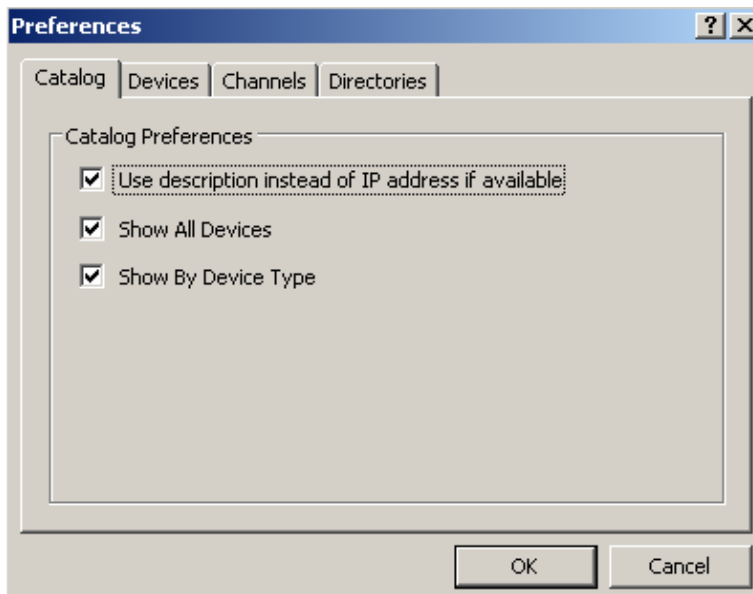 Preferences
?
Catalog Devices Channels Directories
Catalog Preferences
Use description instead of IP address if available
Show All Devices
Show By Device Type
OK Cancel